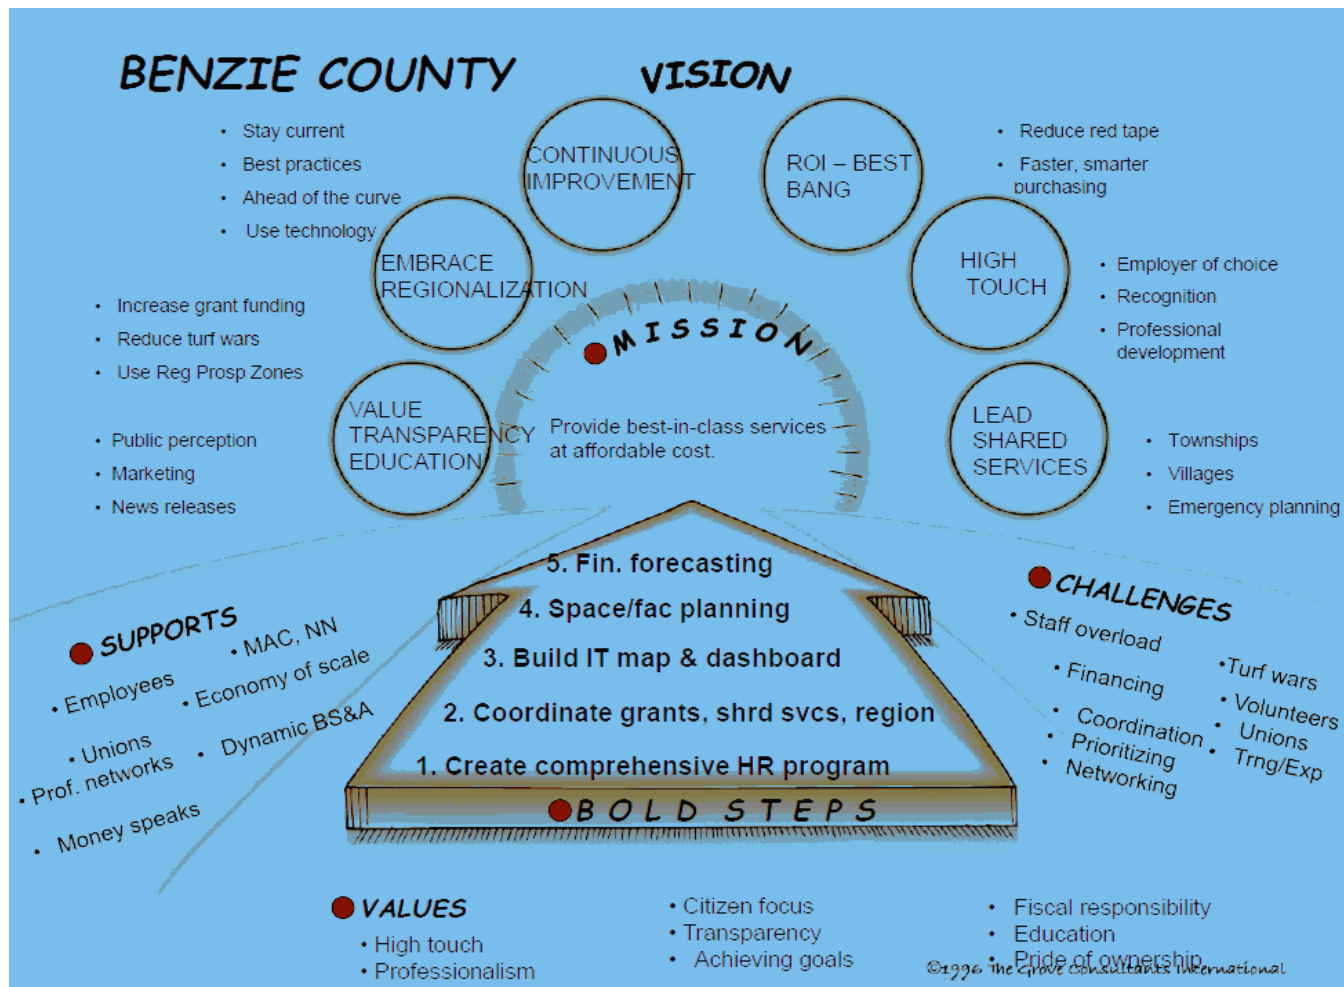 BENZIE COUNTY
VISION
• Stay current
• Best practices
• Ahead of the curve
• Use technology
CONTINUOUS
IMPROVEMENT
ROI – BEST
BANG
• Reduce red tape
• Faster, smarter
purchasing
EMBRACE
REGIONALIZATION
HIGH
TOUCH
• Increase grant funding
• Reduce turf wars
• Use Reg Prosp Zones
• Employer of choice
• Recognition
• Professional
development
MISSION
Provide best-in-class services
at affordable cost.
VALUE
TRANSPARENCY
EDUCATION
• Public perception
• Marketing
• News releases
LEAD
SHARED
SERVICES
• Townships
• Villages
• Emergency planning
5. Fin. forecasting
4. Space/fac planning
3. Build IT map & dashboard
2. Coordinate grants, shrd svcs, region
1. Create comprehensive HR program
BOLD STEPS
SUPPORTS
• MAC, NN
• Employees
• Economy of scale
• Unions
• Dynamic BS&A
• Prof. networks
• Money speaks
CHALLENGES
• Staff overload
• Financing
• Coordination
• Prioritizing
• Networking
•Turf wars
• Volunteers
• Unions
• Trng/Exp
VALUES
• High touch
• Professionalism
• Citizen focus
• Transparency
• Achieving goals
• Fiscal responsibility
• Education
• Pride of ownership
©1996 The Grove Consultants International